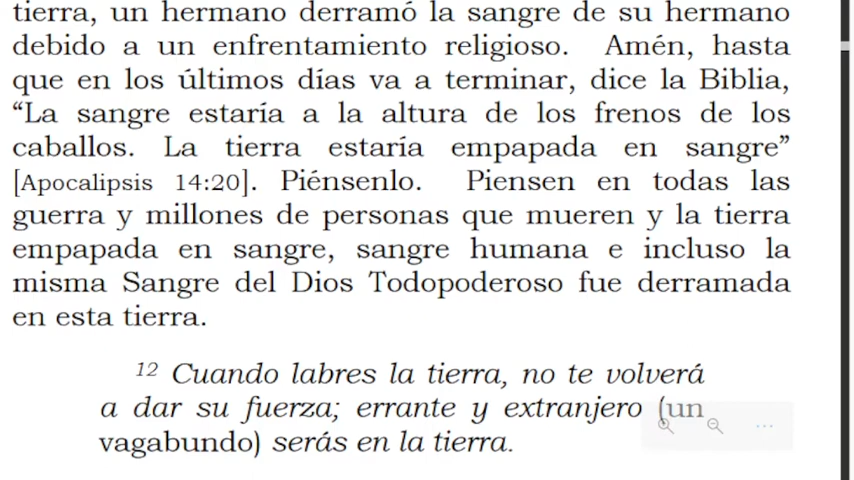 tierra, un hermano derramó la sangre de su hermano
debido a un enfrentamiento religioso. Amén, hasta
que en los últimos días va a terminar, dice la Biblia,
“La sangre estaría a la altura de los frenos de los
caballos. La tierra estaría empapada en sangre”
[Apocalipsis 14:20]. Piénsenlo. Piensen en todas las
guerra y millones de personas que mueren y la tierra
empapada en sangre, sangre humana e incluso la
misma Sangre del Dios Todopoderoso fue derramada
en esta tierra.
12 Cuando labres la tierra, no te volverá
a dar su fuerza; errante y extranjero (un
vagabundo) serás en la tierra.